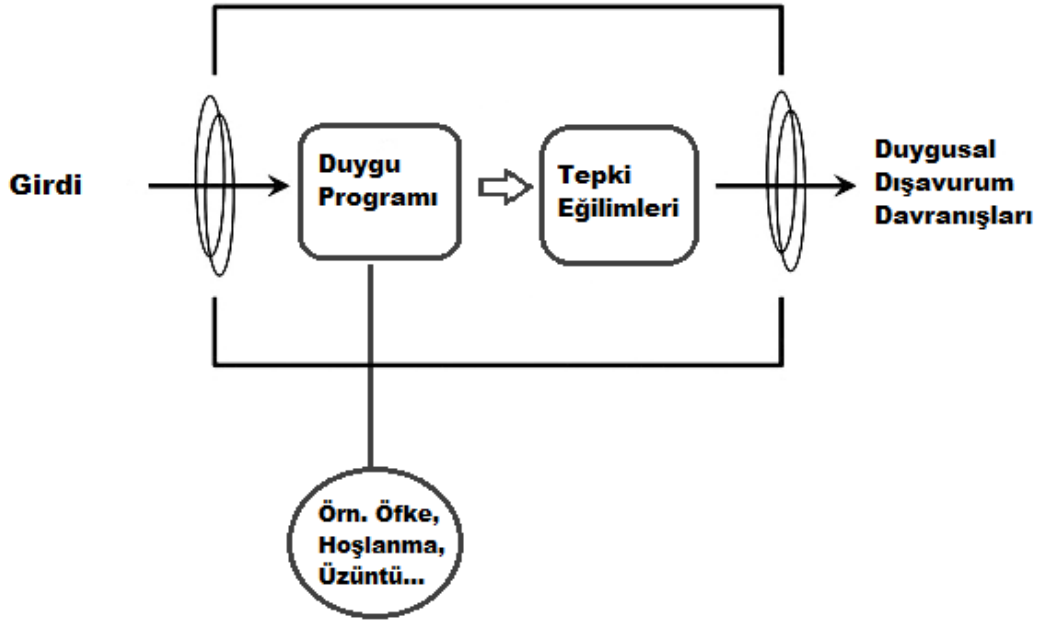 Girdi
Duygu
Programı
Tepki
Eğilimleri
Duygusal
Dışavurum
Davranışları
Örn. Öfke,
Hoşlanma,
Üzüntü...